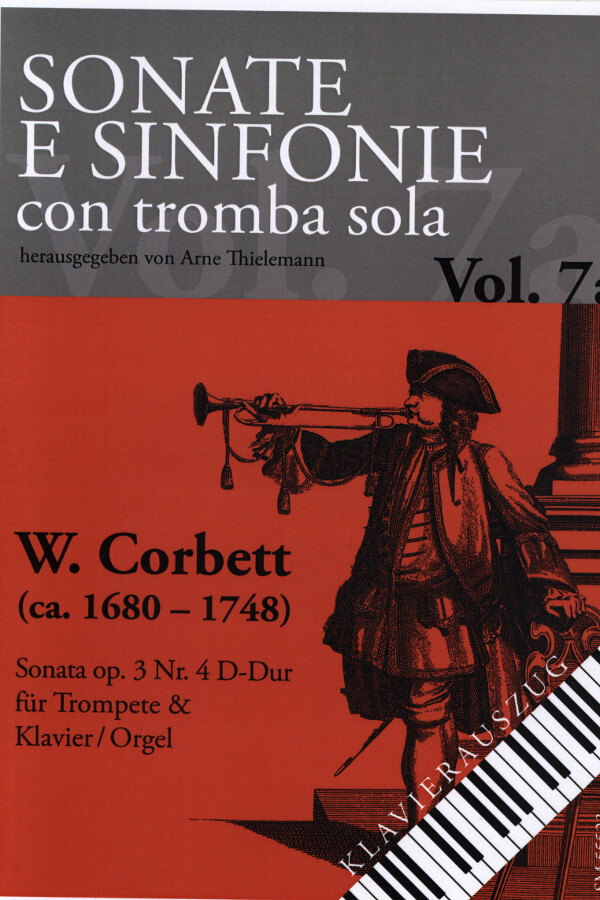 SONATE
E SINFONIE
con tromba sola
herausgegeben von Arne Thielemann
Vol. 7a
W. Corbett
(ca. 1680 – 1748)
Sonata op. 3 Nr. 4 D-Dur
für Trompete &
Klavier / Orgel
KLAVIERAUSZUG